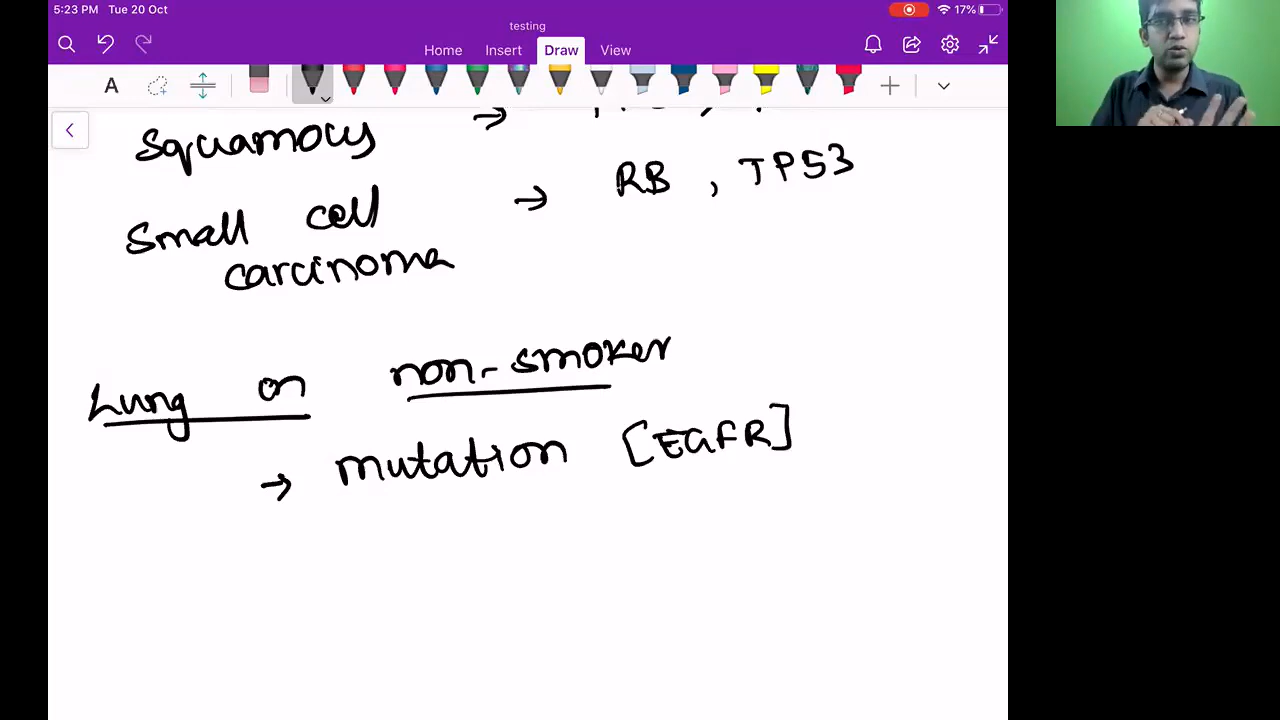 5:23 PM Tue 20 Oct 17%
testing
Home Insert Draw View
A
squamous →
small cell → RB , TP53
carcinoma
Lung on non-smoker
→ mutation [EGFR]